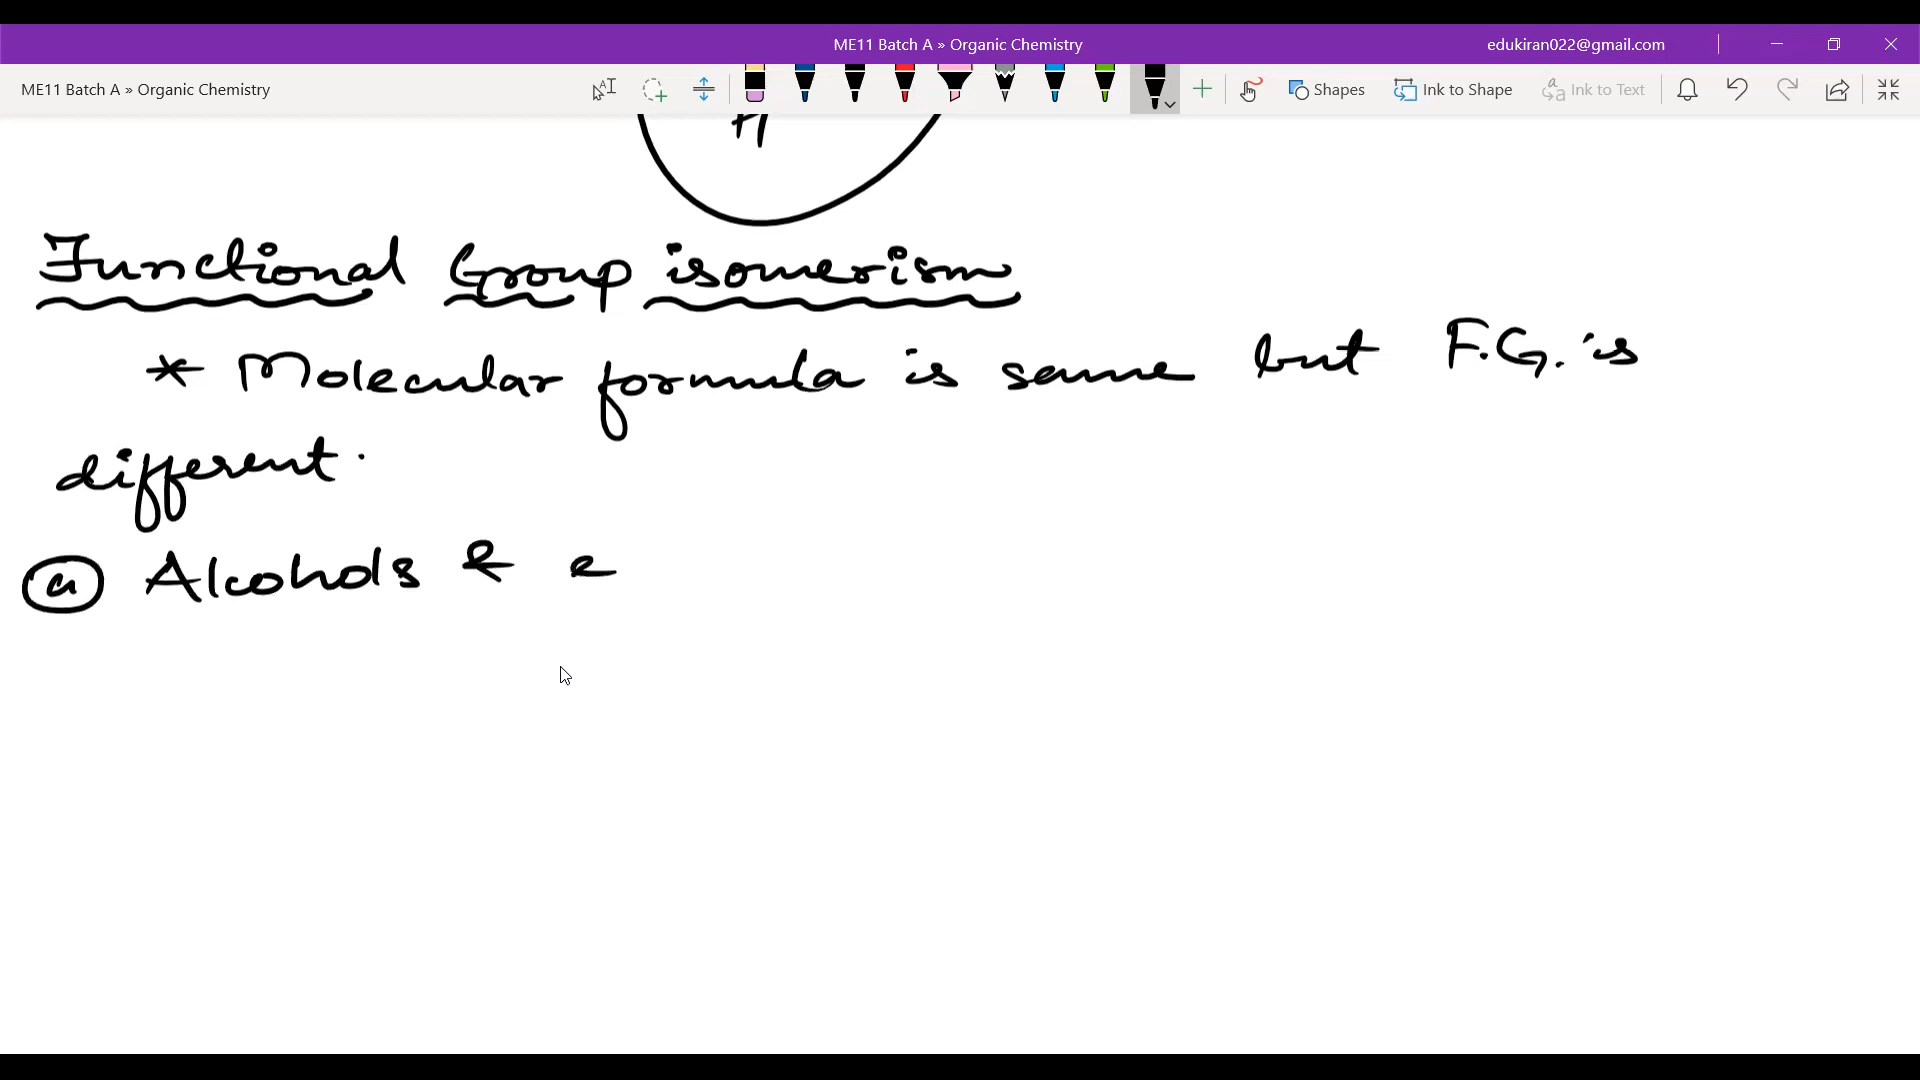 ME11 Batch A » Organic Chemistry
edukiran022@gmail.com
ME11 Batch A » Organic Chemistry
Shapes
Ink to Shape
Ink to Text
H
Functional Group isomerism
* Molecular formula is same but F.G. is
different.
(a) Alcohols & e